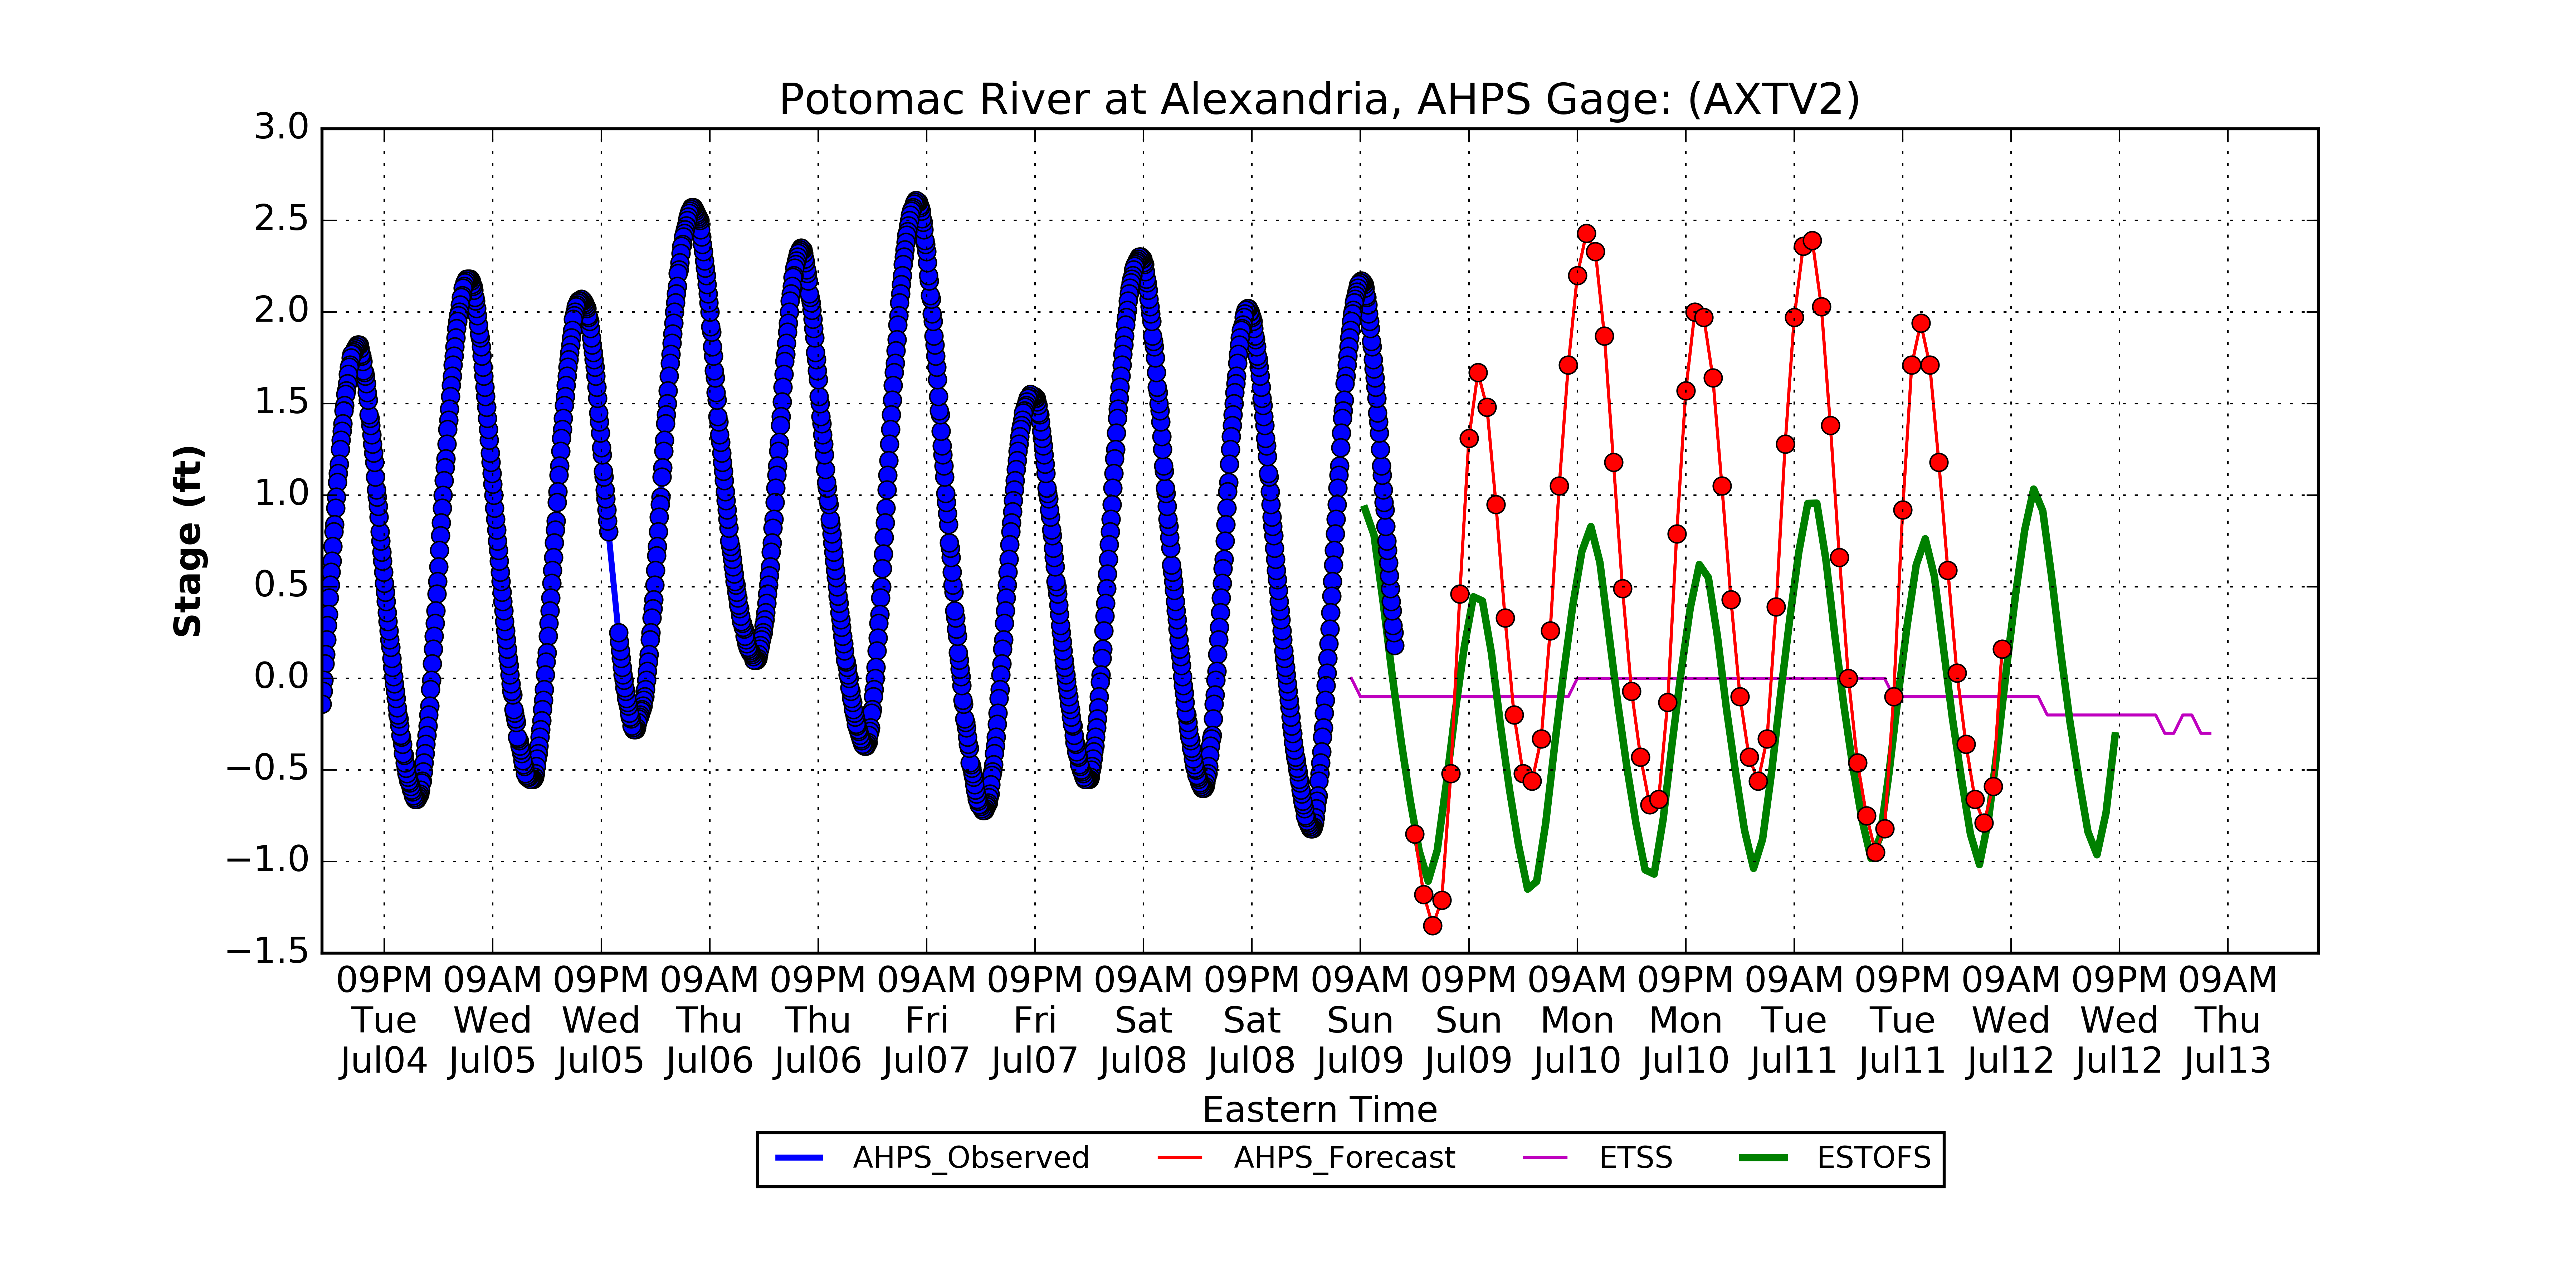 Potomac River at Alexandria, AHPS Gage: (AXTV2)
3.0
2.5
2.0
1.5
1.0
0.5
0.0
−0.5
−1.0
−1.5
Stage (ft)
09PM 09AM 09PM 09AM 09PM 09AM 09PM 09AM 09PM 09AM 09PM 09AM 09PM 09AM 09PM 09AM 09PM 09AM
Tue Wed Wed Thu Thu Fri Fri Sat Sat Sun Sun Mon Mon Tue Tue Wed Wed Thu
Jul04 Jul05 Jul05 Jul06 Jul06 Jul07 Jul07 Jul08 Jul08 Jul09 Jul09 Jul10 Jul10 Jul11 Jul11 Jul12 Jul12 Jul13
Eastern Time
AHPS_Observed AHPS_Forecast ETSS ESTOFS